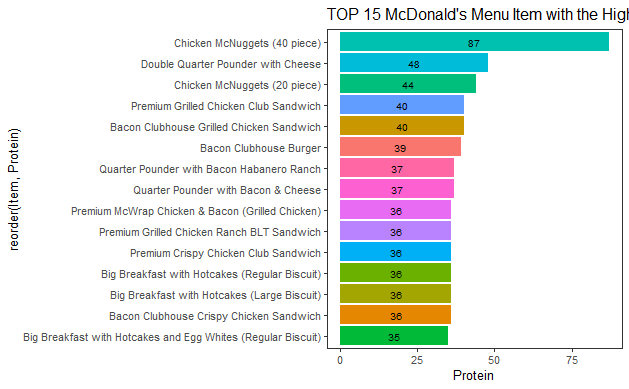 TOP 15 McDonald's Menu Item with the High
Chicken McNuggets (40 piece) 87
Double Quarter Pounder with Cheese 48
Chicken McNuggets (20 piece) 44
Premium Grilled Chicken Club Sandwich 40
Bacon Clubhouse Grilled Chicken Sandwich 40
Bacon Clubhouse Burger 39
Quarter Pounder with Bacon Habanero Ranch 37
Quarter Pounder with Bacon & Cheese 37
Premium McWrap Chicken & Bacon (Grilled Chicken) 36
Premium Grilled Chicken Ranch BLT Sandwich 36
Premium Crispy Chicken Club Sandwich 36
Big Breakfast with Hotcakes (Regular Biscuit) 36
Big Breakfast with Hotcakes (Large Biscuit) 36
Bacon Clubhouse Crispy Chicken Sandwich 36
Big Breakfast with Hotcakes and Egg Whites (Regular Biscuit) 35
reorder(Item, Protein)
0 25 50 75
Protein